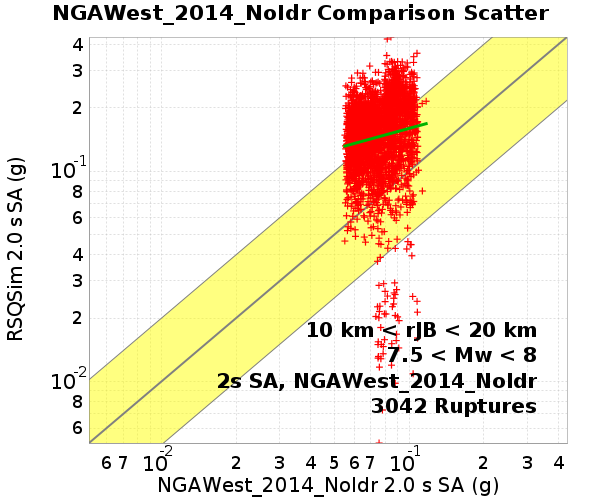 NGAWest_2014_NoIdr Comparison Scatter
4
3
2
10-1
8
6
4
3
2
10-2
8
6
RSQSim 2.0 s SA (g)
10 km < rJB < 20 km
7.5 < Mw < 8
2s SA, NGAWest_2014_NoIdr
3042 Ruptures
6 7 10-2 2 3 4 5 6 7 10-1 2 3 4
NGAWest_2014_NoIdr 2.0 s SA (g)